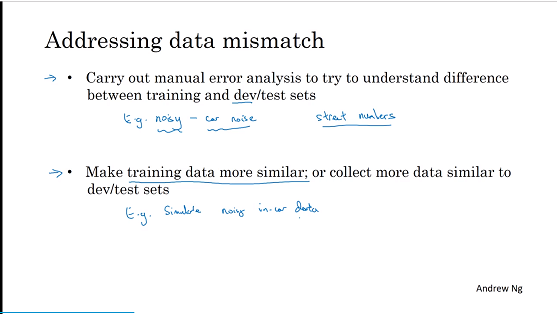 Addressing data mismatch
→ • Carry out manual error analysis to try to understand difference
between training and dev/test sets
E.g. noisy - car noise street numbers
→ • Make training data more similar; or collect more data similar to
dev/test sets
E.g. Simulate noisy in-car data
Andrew Ng